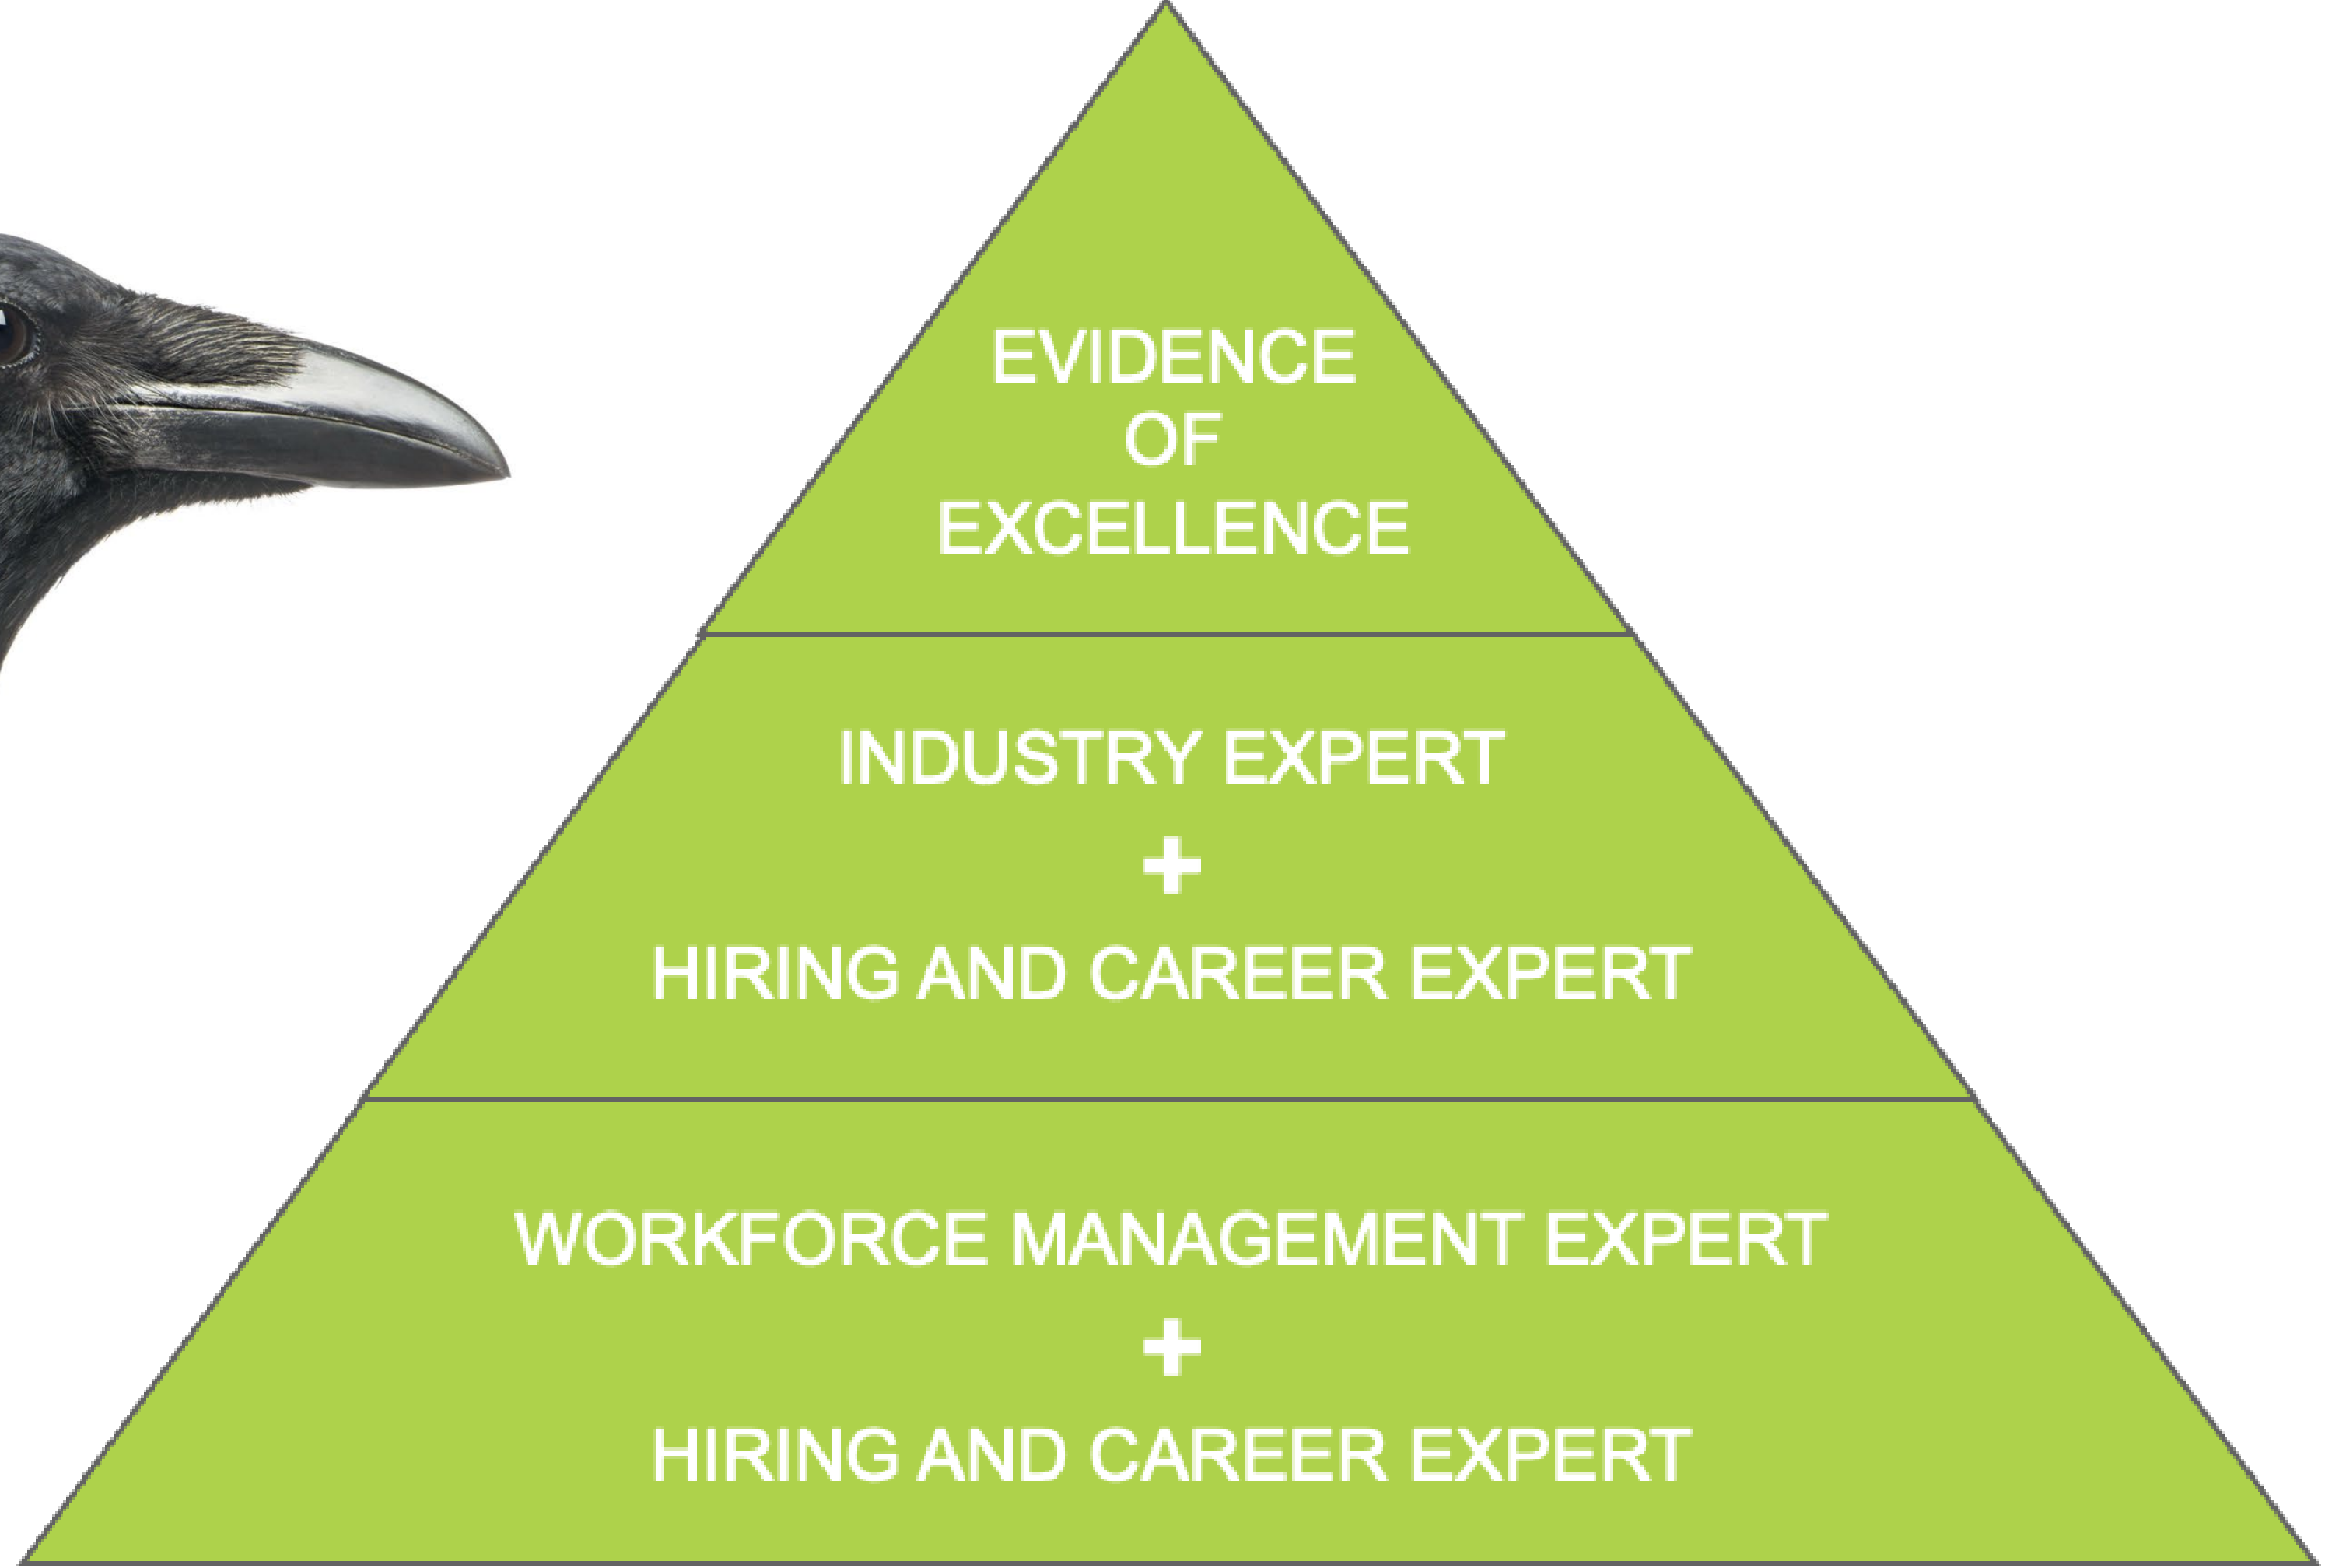 EVIDENCE
OF
EXCELLENCE
INDUSTRY EXPERT
+
HIRING AND CAREER EXPERT
WORKFORCE MANAGEMENT EXPERT
+
HIRING AND CAREER EXPERT